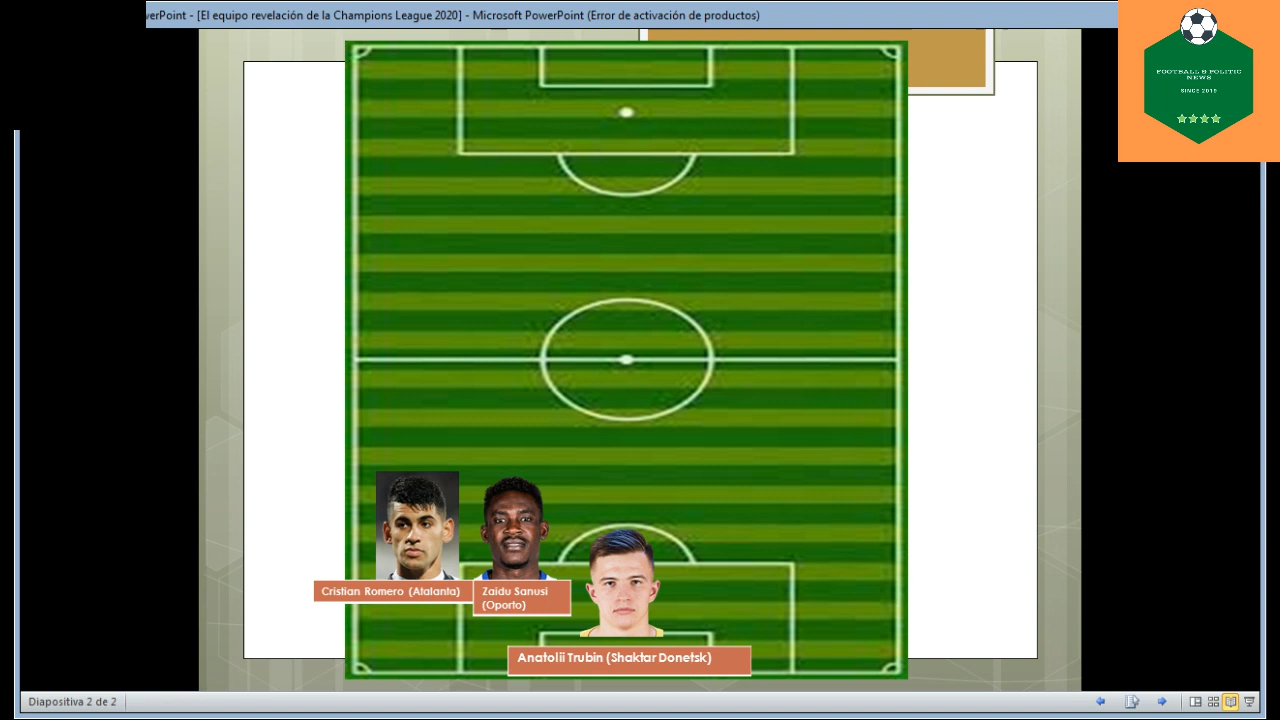 werPoint - [El equipo revelación de la Champions League 2020] - Microsoft PowerPoint (Error de activación de productos)
FOOTBALL & POLITIC
NEWS
SINCE 2019
Cristian Romero (Atalanta)
Zaidu Sanusi
(Oporto)
Anatolii Trubin (Shaktar Donetsk)
Diapositiva 2 de 2